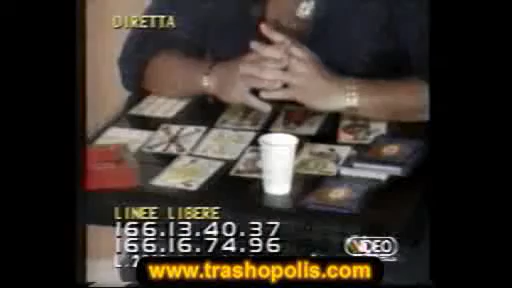 DIRETTA
LINEE LIBERE
166.13.40.37
166.16.74.96
VIDEO
www.trashopolis.com